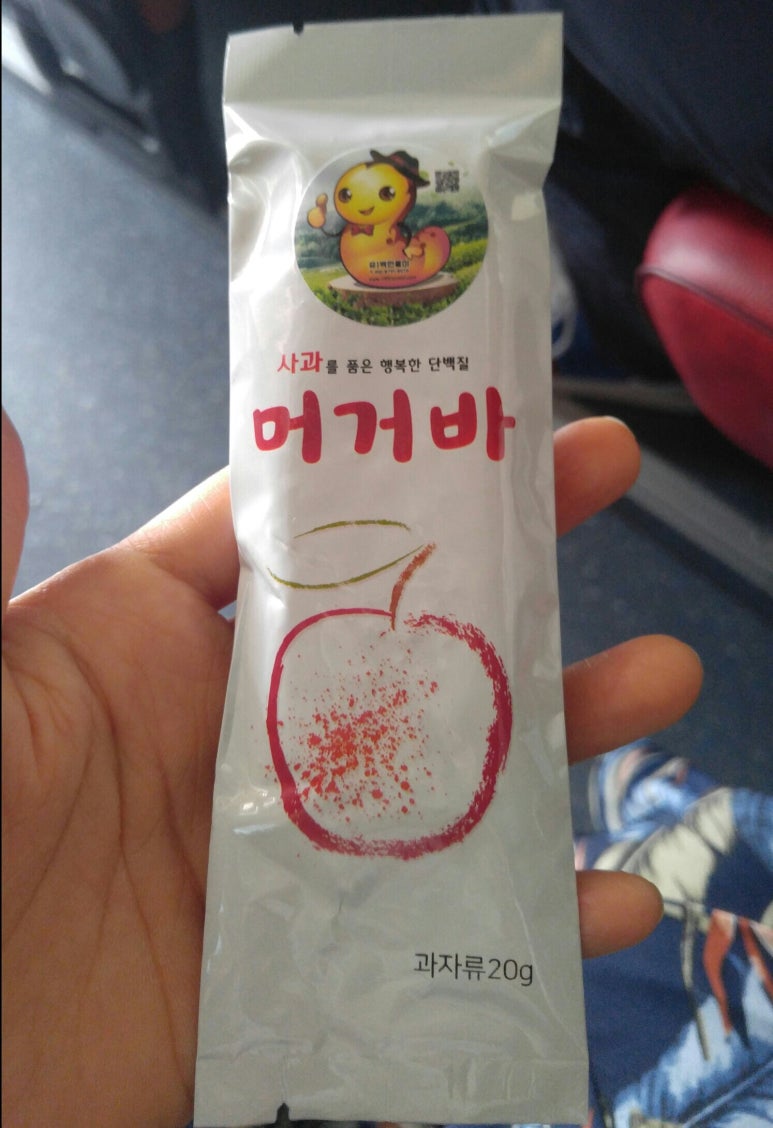 사과를 품은 행복한 단백질
머거바
과자류20g